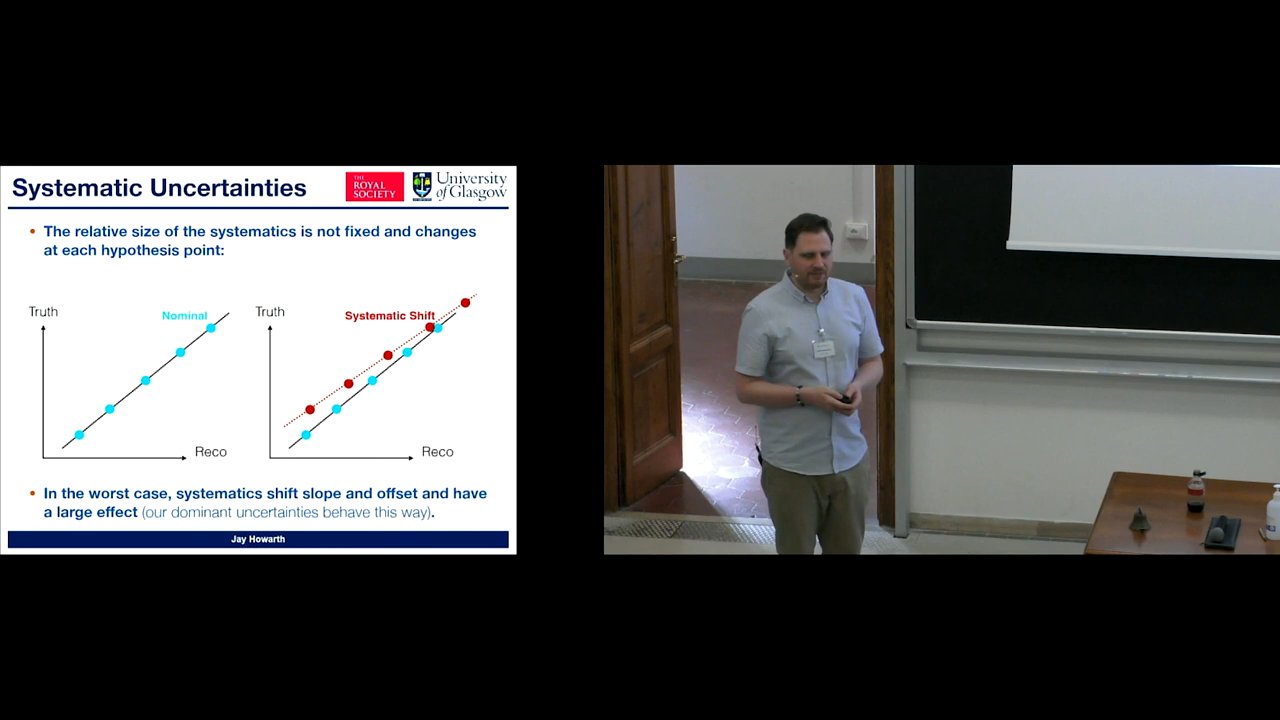 Systematic Uncertainties
THE
ROYAL
SOCIETY
University
of Glasgow
• The relative size of the systematics is not fixed and changes
at each hypothesis point:
Truth
Nominal
Reco
Truth
Systematic Shift
Reco
• In the worst case, systematics shift slope and offset and have
a large effect (our dominant uncertainties behave this way).
Jay Howarth